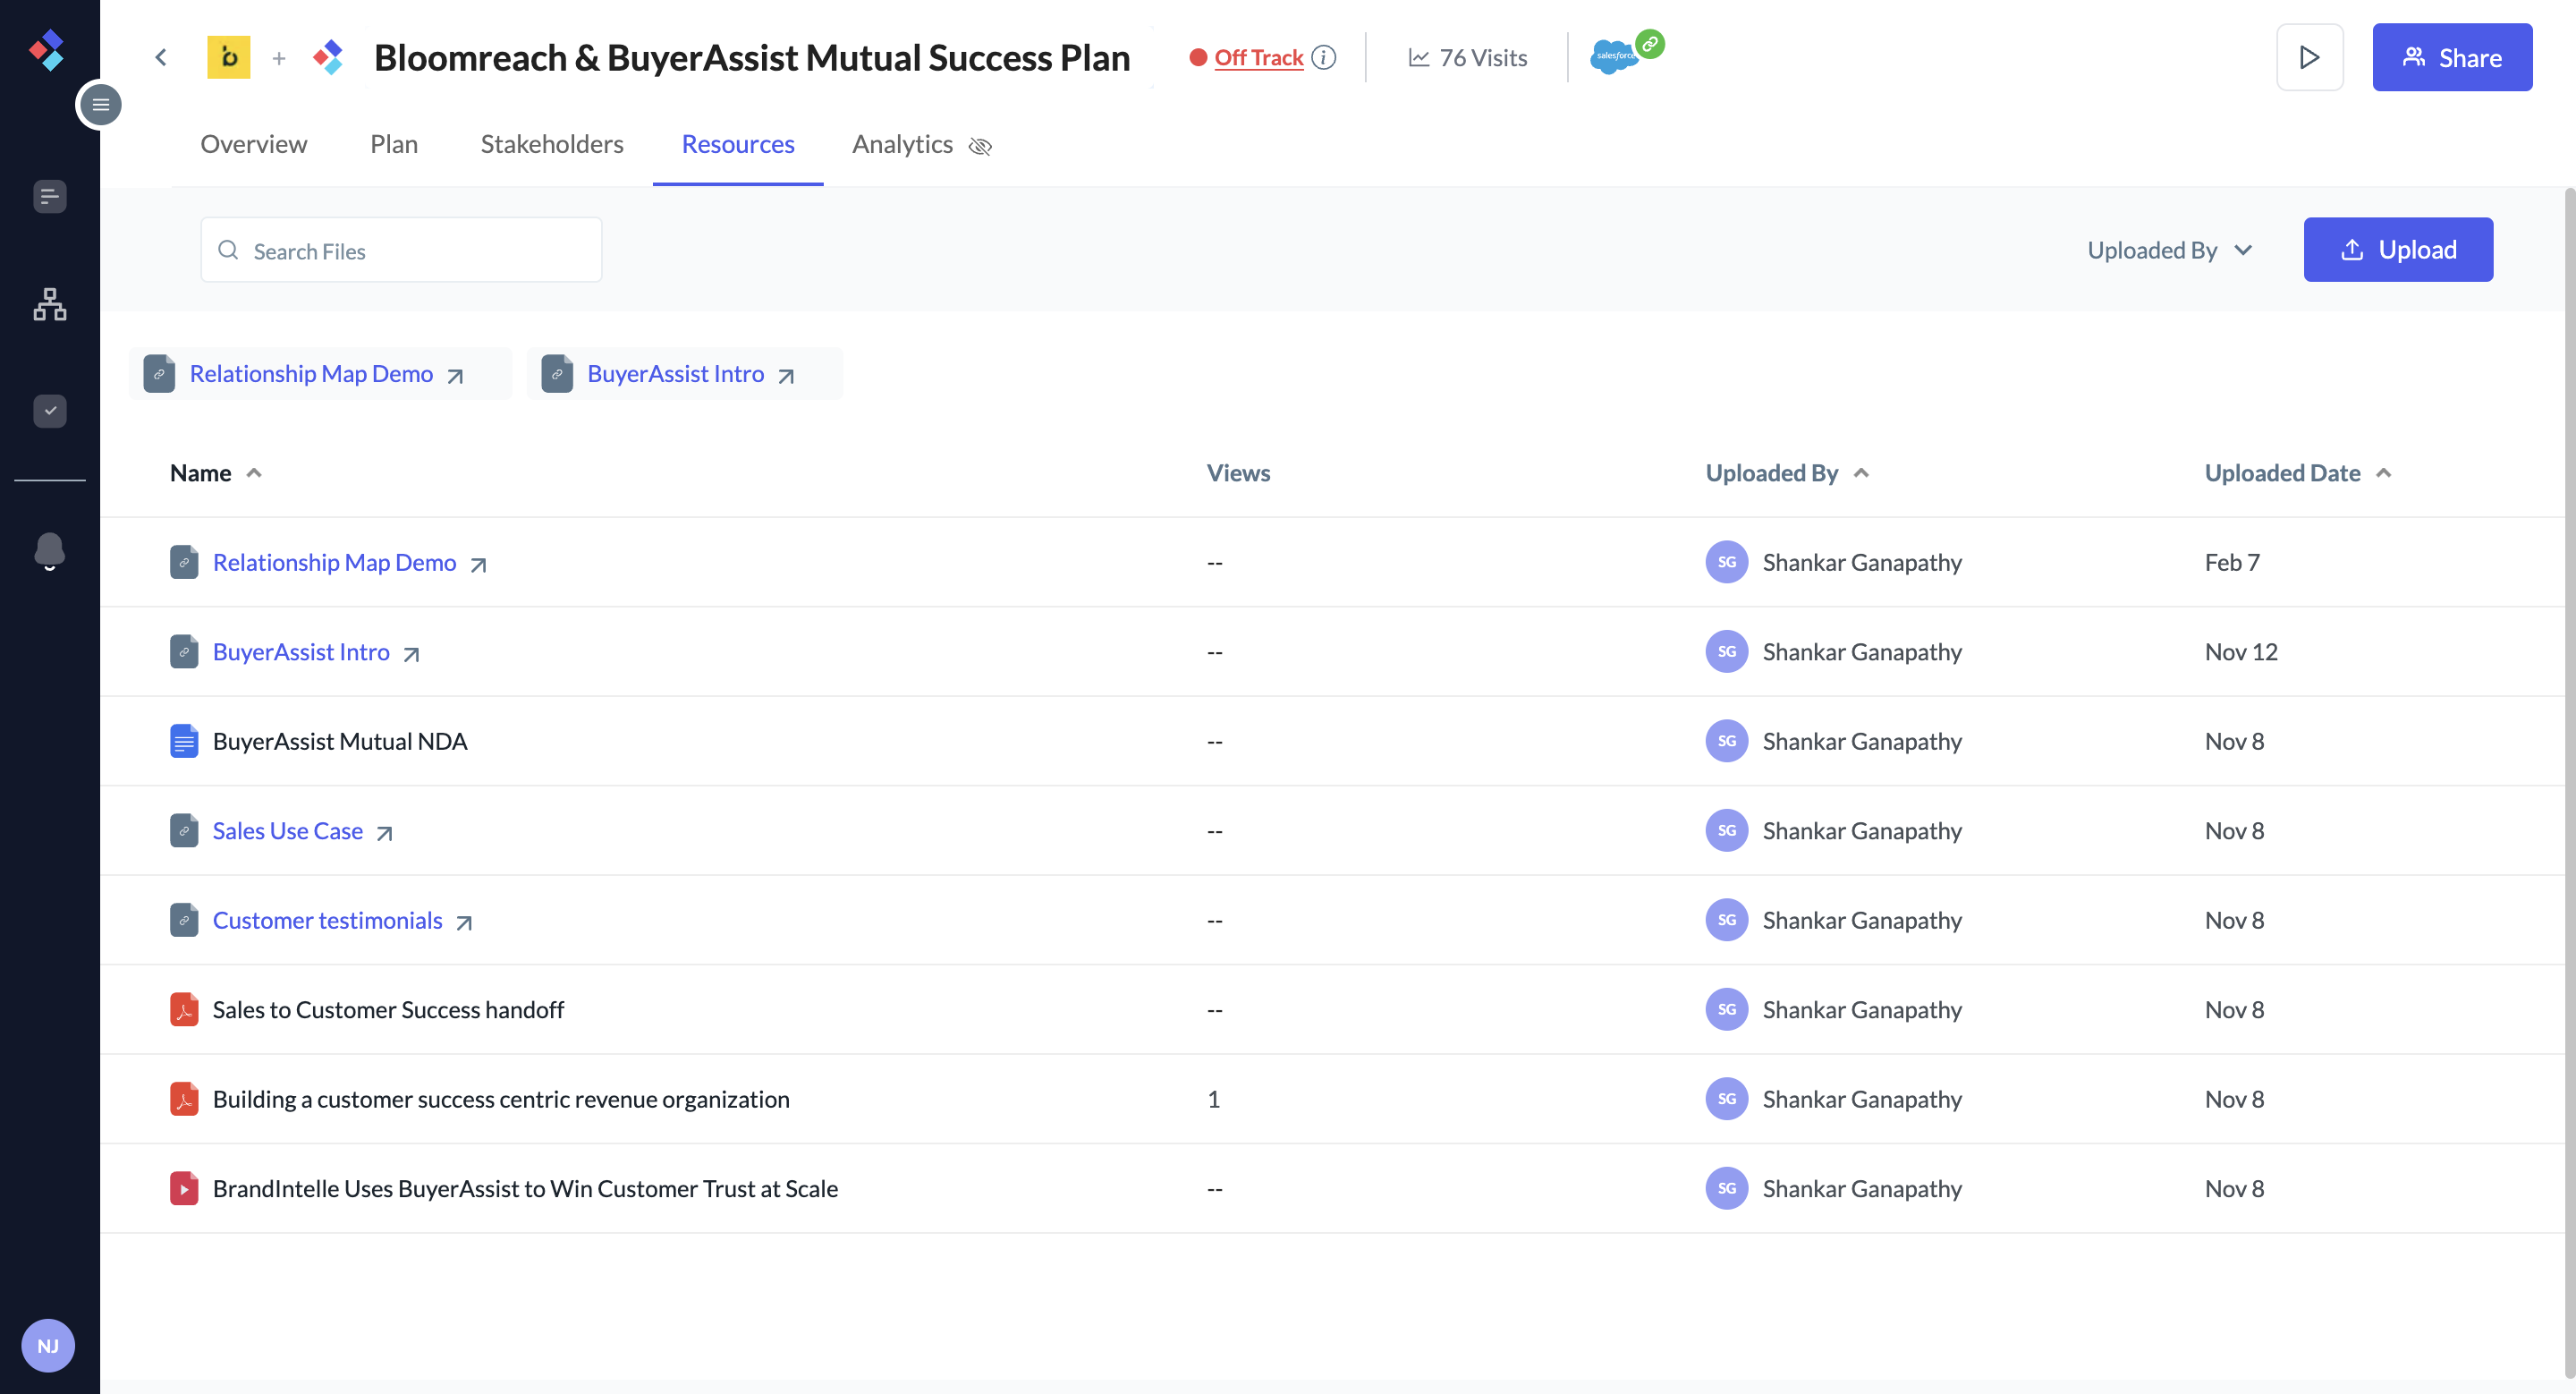 b + Bloomreach & BuyerAssist Mutual Success Plan Off Track i 76 Visits salesforce Share
Overview Plan Stakeholders Resources Analytics
Search Files Uploaded By Upload
Relationship Map Demo BuyerAssist Intro
Name Views Uploaded By Uploaded Date
Relationship Map Demo -- SG Shankar Ganapathy Feb 7
BuyerAssist Intro -- SG Shankar Ganapathy Nov 12
BuyerAssist Mutual NDA -- SG Shankar Ganapathy Nov 8
Sales Use Case -- SG Shankar Ganapathy Nov 8
Customer testimonials -- SG Shankar Ganapathy Nov 8
Sales to Customer Success handoff -- SG Shankar Ganapathy Nov 8
Building a customer success centric revenue organization 1 SG Shankar Ganapathy Nov 8
BrandIntelle Uses BuyerAssist to Win Customer Trust at Scale -- SG Shankar Ganapathy Nov 8
NJ